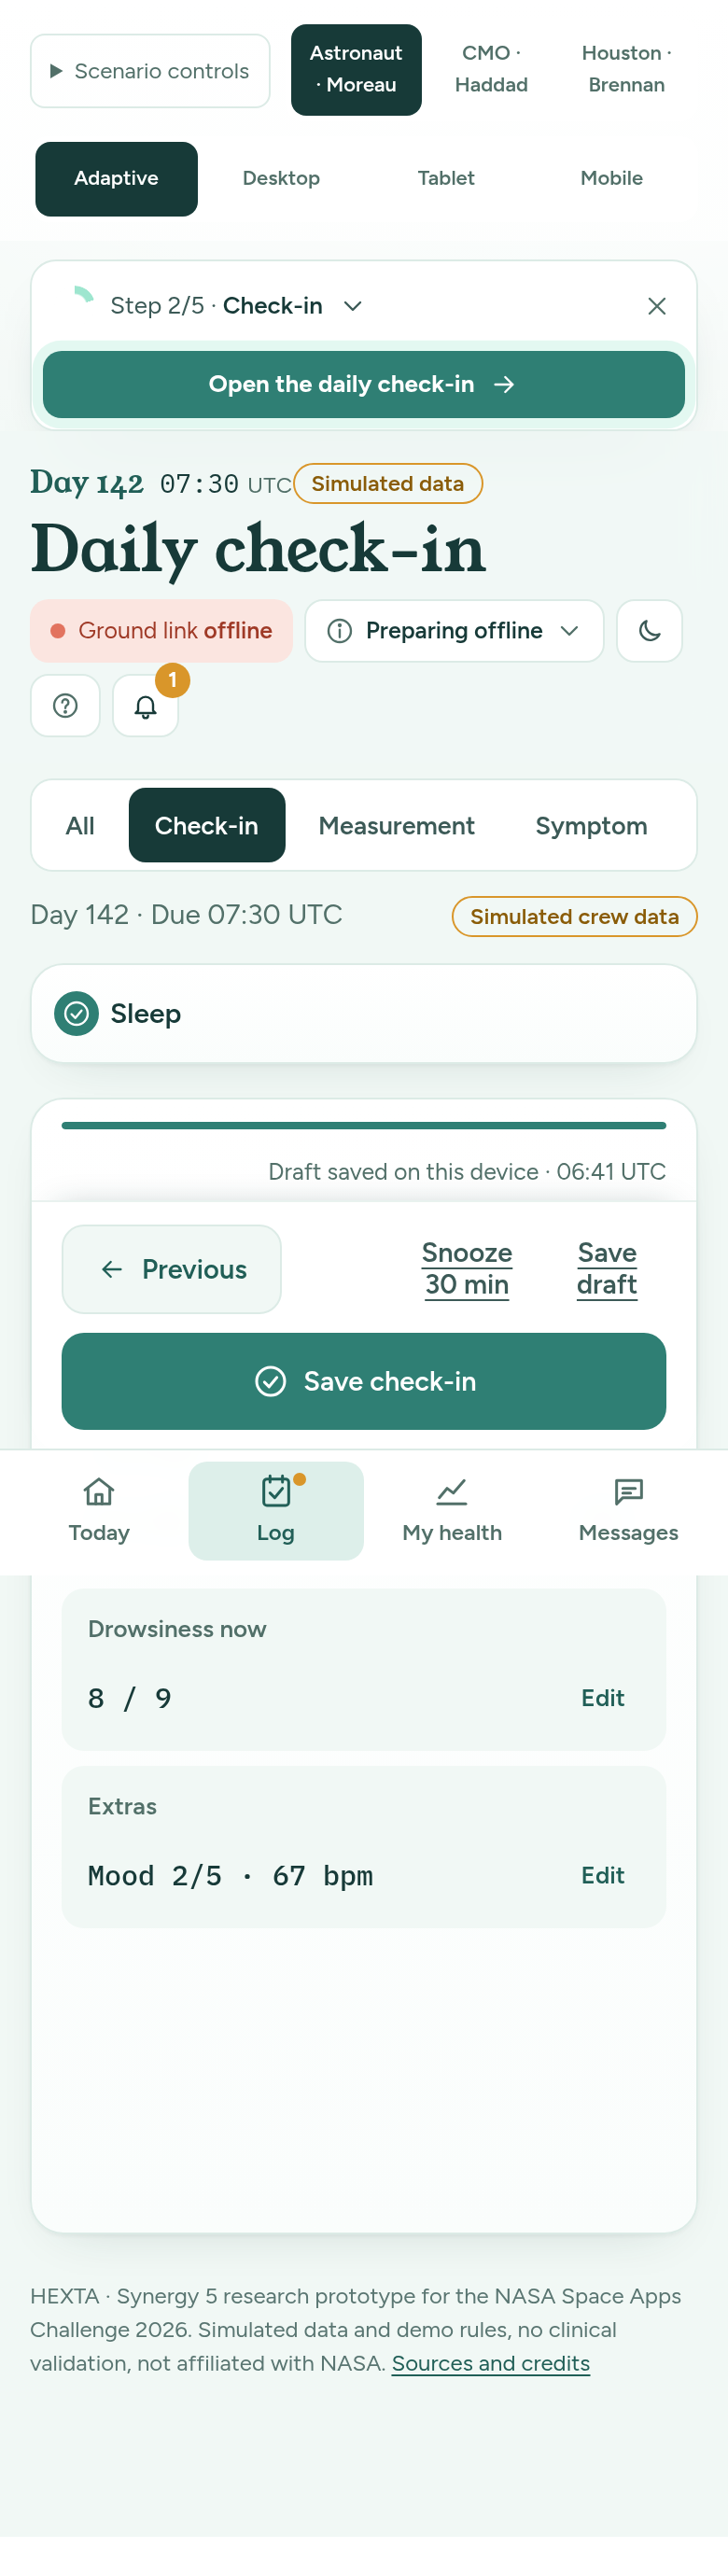 Scenario controls
Astronaut
· Moreau
CMO ·
Haddad
Houston ·
Brennan
Adaptive
Desktop
Tablet
Mobile
Step 2/5 · Check-in
Open the daily check-in →
Day 142 07:30 UTC
Simulated data
Daily check-in
Ground link offline
Preparing offline
1
All
Check-in
Measurement
Symptom
Day 142 · Due 07:30 UTC
Simulated crew data
Sleep
Draft saved on this device · 06:41 UTC
← Previous
Snooze
30 min
Save
draft
Save check-in
Today
Log
My health
Messages
Drowsiness now
8 / 9
Edit
Extras
Mood 2/5 · 67 bpm
Edit
HEXTA · Synergy 5 research prototype for the NASA Space Apps
Challenge 2026. Simulated data and demo rules, no clinical
validation, not affiliated with NASA. Sources and credits